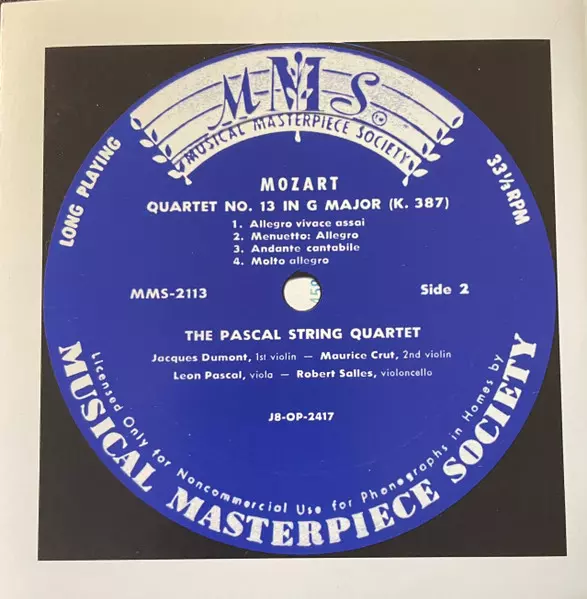 MMS ©
MUSICAL MASTERPIECE SOCIETY
LONG PLAYING
33⅓ RPM
MOZART
QUARTET NO. 13 IN G MAJOR (K. 387)
1. Allegro vivace assai
2. Menuetto: Allegro
3. Andante cantabile
4. Molto allegro
MMS-2113
Side 2
THE PASCAL STRING QUARTET
Jacques Dumont, 1st violin — Maurice Crut, 2nd violin
Leon Pascal, viola — Robert Salles, violoncello
J8-OP-2417
Licensed Only for Noncommercial Use for Phonographs in Homes by
MUSICAL MASTERPIECE SOCIETY